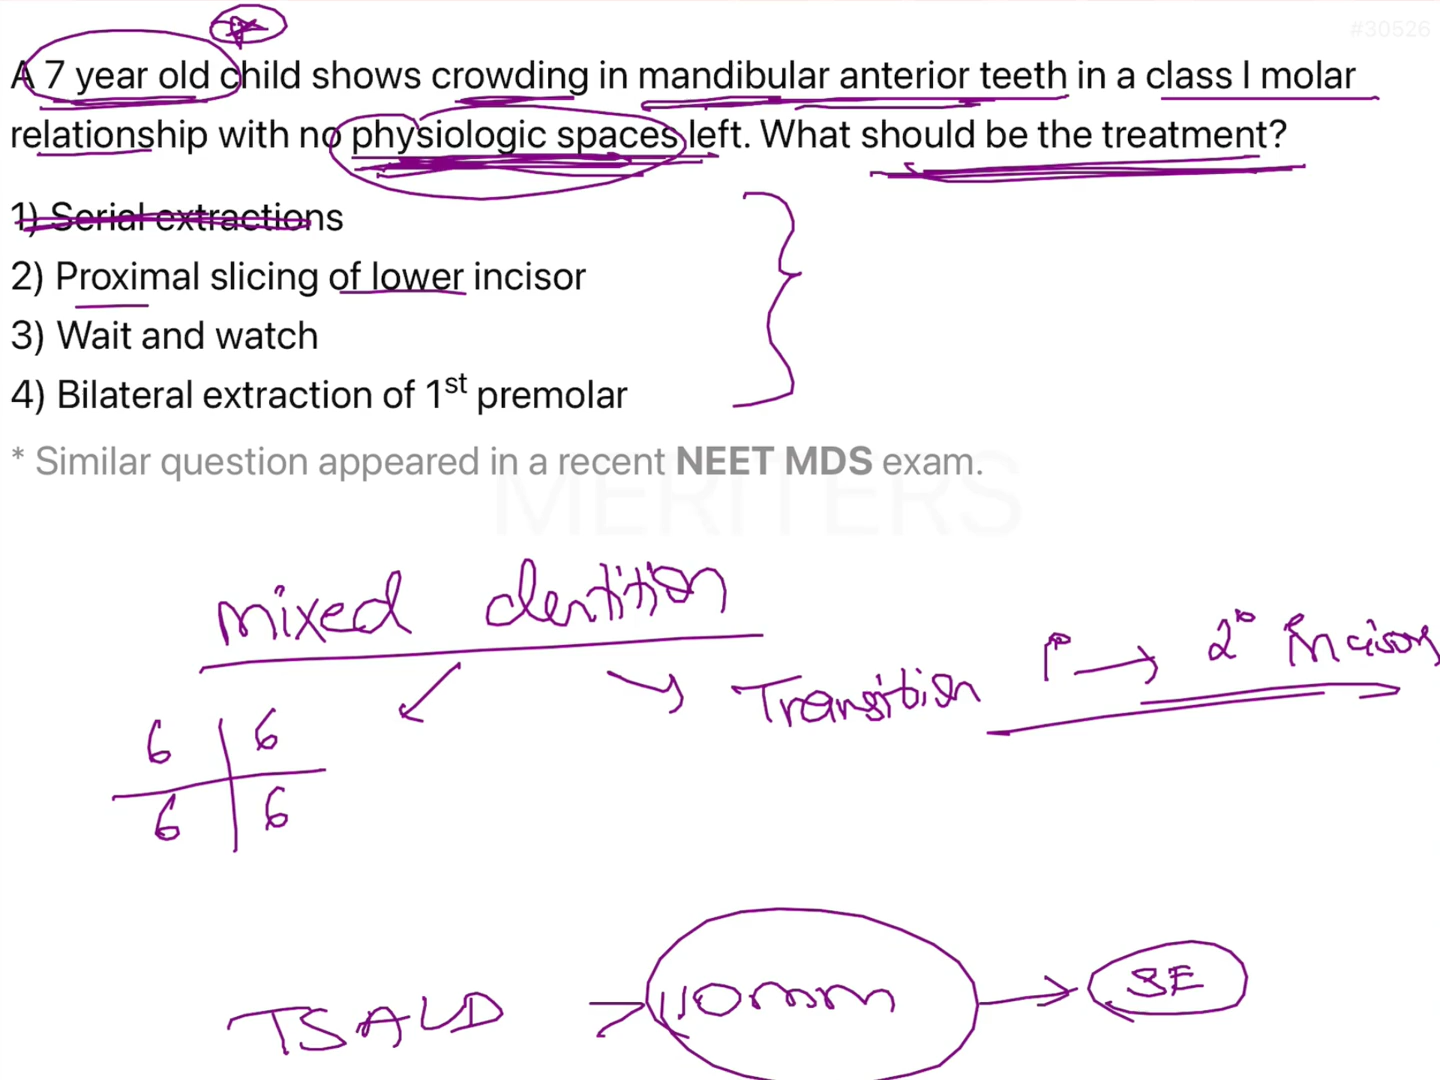 #30526
A 7 year old child shows crowding in mandibular anterior teeth in a class I molar
relationship with no physiologic spaces left. What should be the treatment?
1) Serial extractions
2) Proximal slicing of lower incisor
3) Wait and watch
4) Bilateral extraction of 1st premolar
* Similar question appeared in a recent NEET MDS exam.
MERITERS
mixed dentition
Transition 1° → 2° incisors
6 | 6
6 | 6
TSALD → 10mm → SE